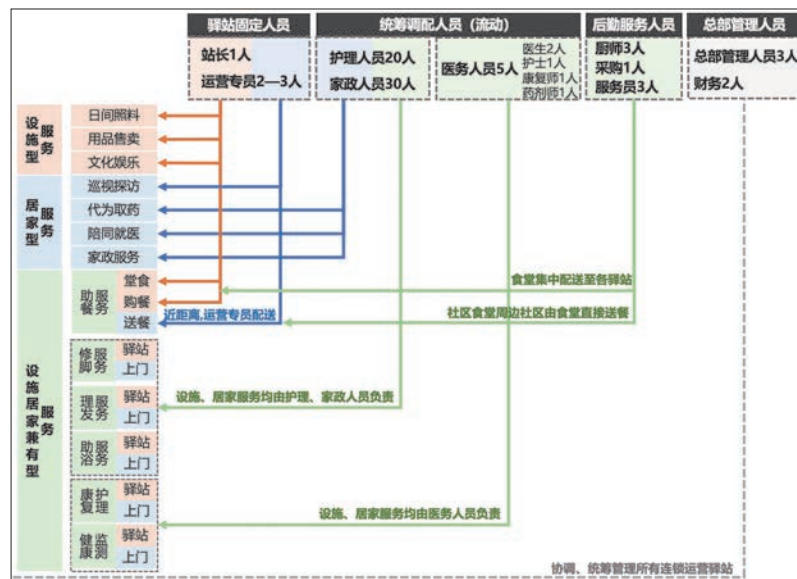 驿站固定人员
统筹调配人员（流动）
后勤服务人员
总部管理人员
站长1人
运营专员2—3人
护理人员20人
家政人员30人
医务人员5人
医生2人
护士1人
康复师1人
药剂师1人
厨师3人
采购1人
服务员3人
总部管理人员3人
财务2人
设施型服务
日间照料
用品售卖
文化娱乐
居家型服务
巡视探访
代为取药
陪同就医
家政服务
设施居家兼有型服务
助餐服务
堂食
购餐
送餐
食堂集中配送至各驿站
近距离,运营专员配送
社区食堂周边社区由食堂直接送餐
修脚服务
驿站
上门
理发服务
驿站
上门
设施、居家服务均由护理、家政人员负责
助浴服务
驿站
上门
康复护理
驿站
上门
设施、居家服务均由医务人员负责
健康监测
驿站
上门
协调、统筹管理所有连锁运营驿站